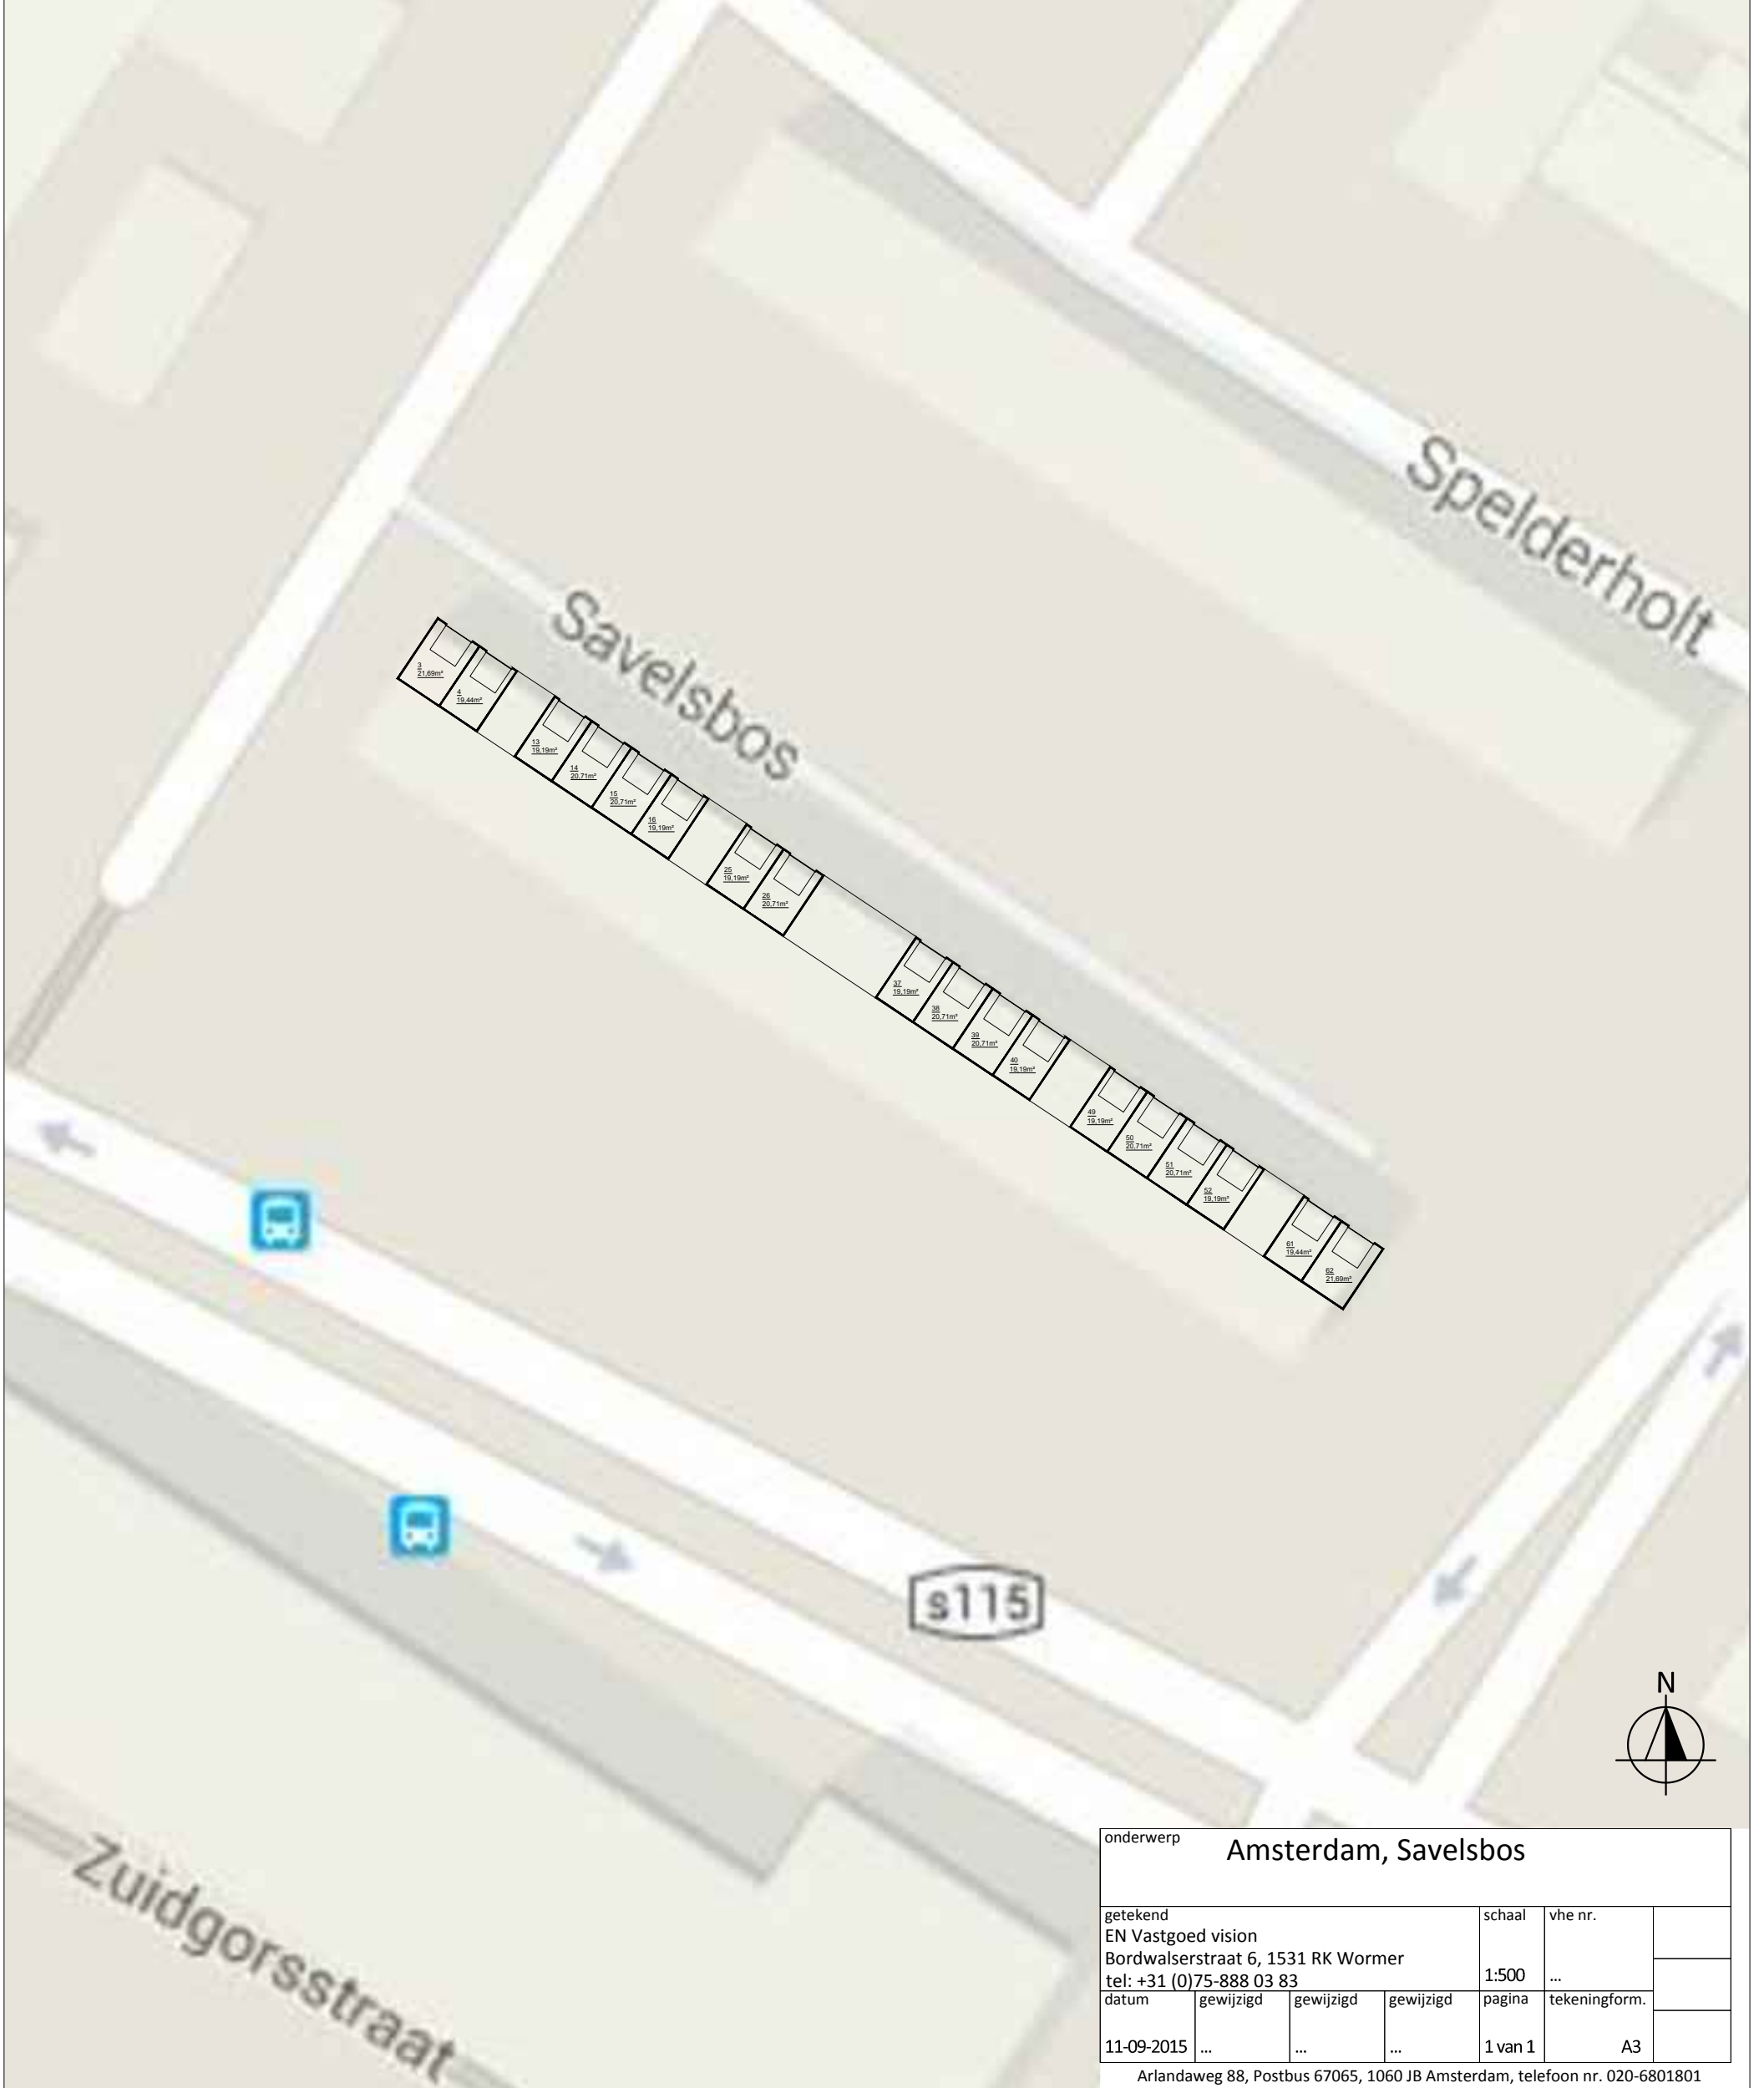 Spelderholt
Savelsbos
3
21,69m²
4
19,44m²
13
19,19m²
14
20,71m²
15
20,71m²
16
19,19m²
25
19,19m²
26
20,71m²
37
19,19m²
38
20,71m²
39
20,71m²
40
19,19m²
49
19,19m²
50
20,71m²
51
20,71m²
52
19,19m²
61
19,44m²
62
21,69m²
s115
N
Zuidgorsstraat
onderwerp Amsterdam, Savelsbos
getekend schaal vhe nr.
EN Vastgoed vision
Bordwalserstraat 6, 1531 RK Wormer
tel: +31 (0)75-888 03 83 1:500 ...
datum gewijzigd gewijzigd gewijzigd pagina tekeningform.
11-09-2015 ... ... ... 1 van 1 A3
Arlandaweg 88, Postbus 67065, 1060 JB Amsterdam, telefoon nr. 020-6801801